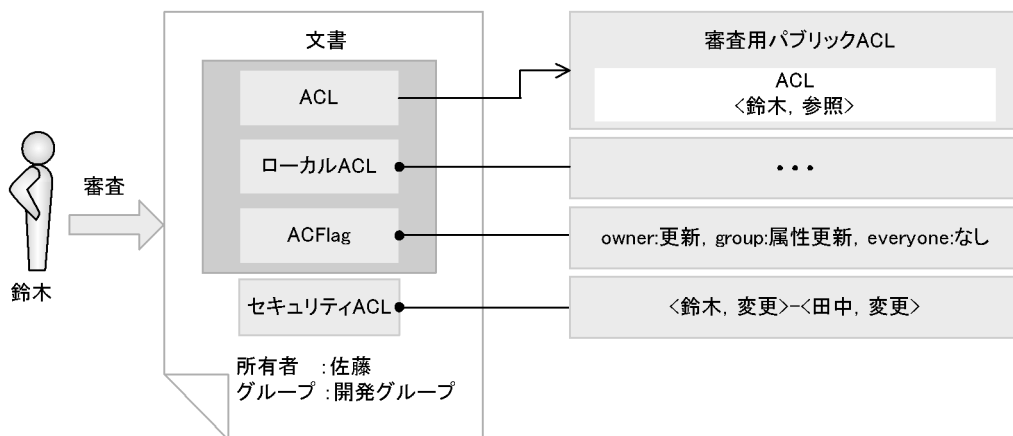 文書
審査用パブリックACL
ACL
ACL
<鈴木, 参照>
審査
ローカルACL
・・・
ACFlag
owner:更新, group:属性更新, everyone:なし
鈴木
セキュリティACL
<鈴木, 変更>-<田中, 変更>
所有者 :佐藤
グループ :開発グループ